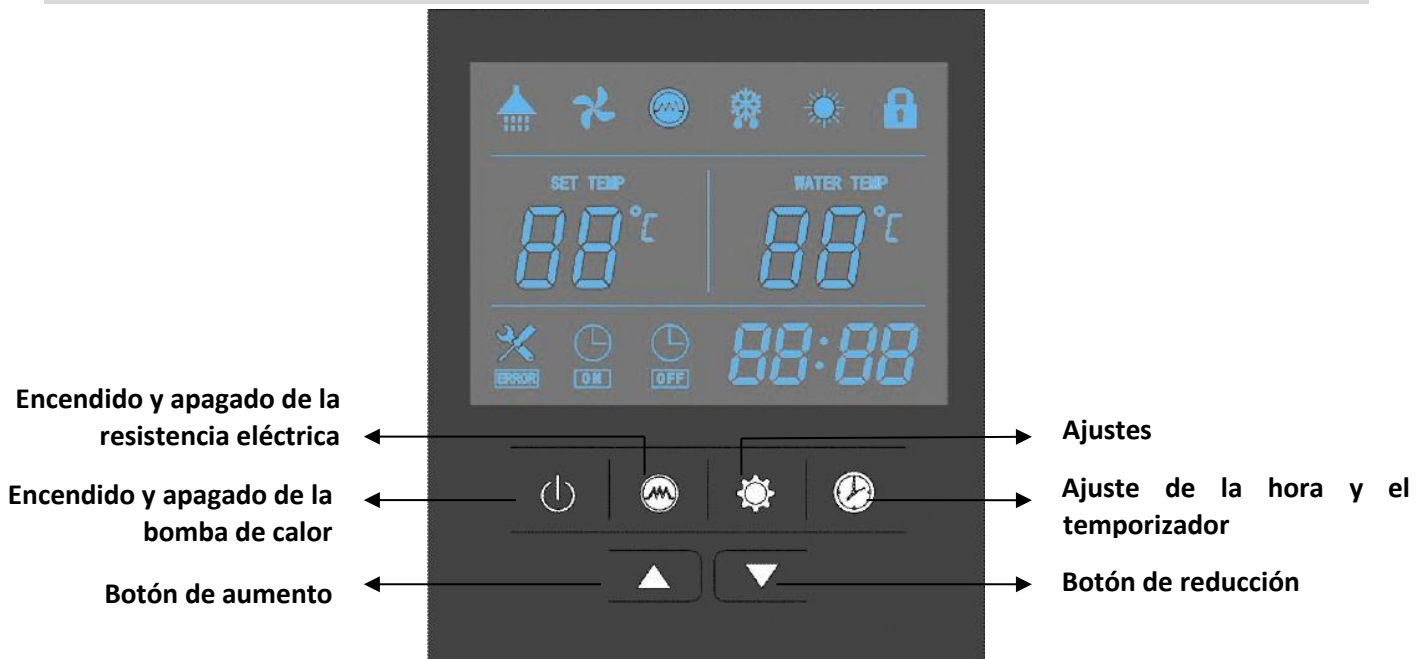 SET TEMP
WATER TEMP
88°C
88°C
ERROR
ON
OFF
88:88
Encendido y apagado de la
resistencia eléctrica
Ajustes
Encendido y apagado de la
bomba de calor
Ajuste de la hora y el
temporizador
Botón de aumento
Botón de reducción